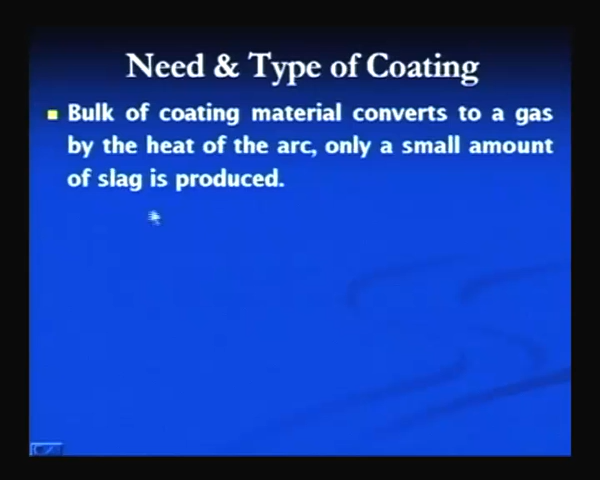 Need & Type of Coating
Bulk of coating material converts to a gas
by the heat of the arc, only a small amount
of slag is produced.